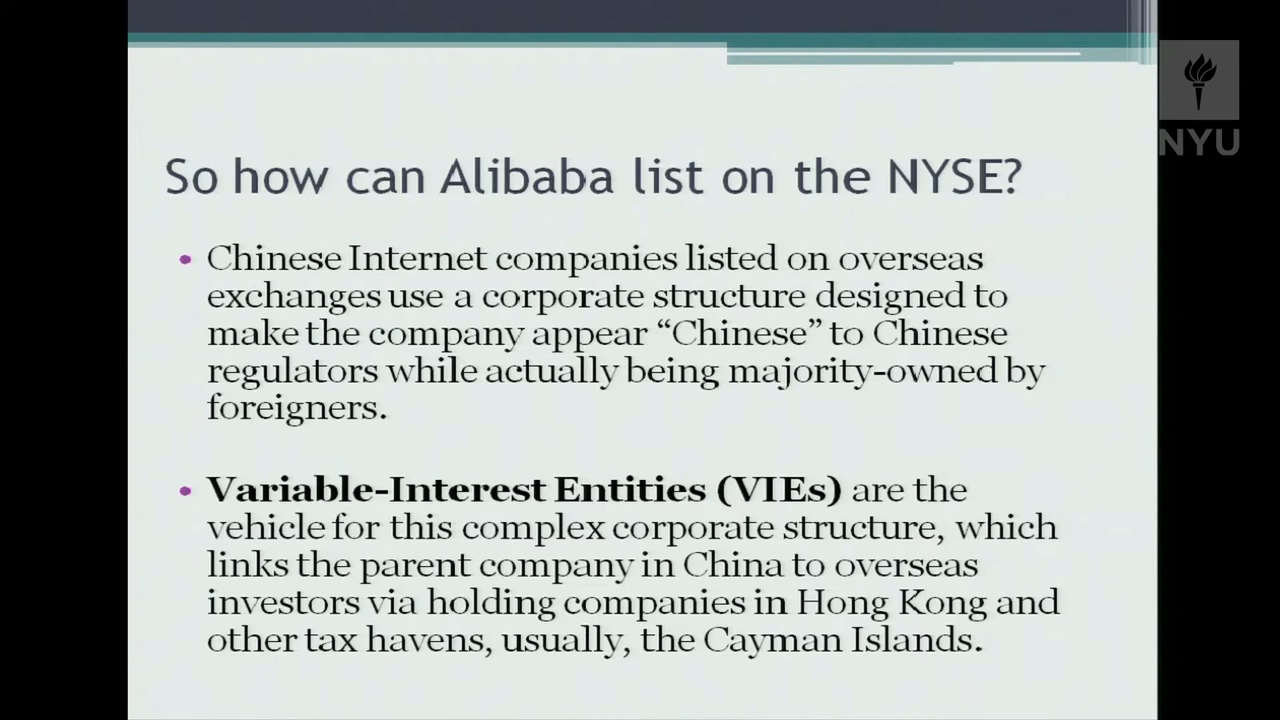 NYU
So how can Alibaba list on the NYSE?
• Chinese Internet companies listed on overseas
exchanges use a corporate structure designed to
make the company appear “Chinese” to Chinese
regulators while actually being majority-owned by
foreigners.
• Variable-Interest Entities (VIEs) are the
vehicle for this complex corporate structure, which
links the parent company in China to overseas
investors via holding companies in Hong Kong and
other tax havens, usually, the Cayman Islands.